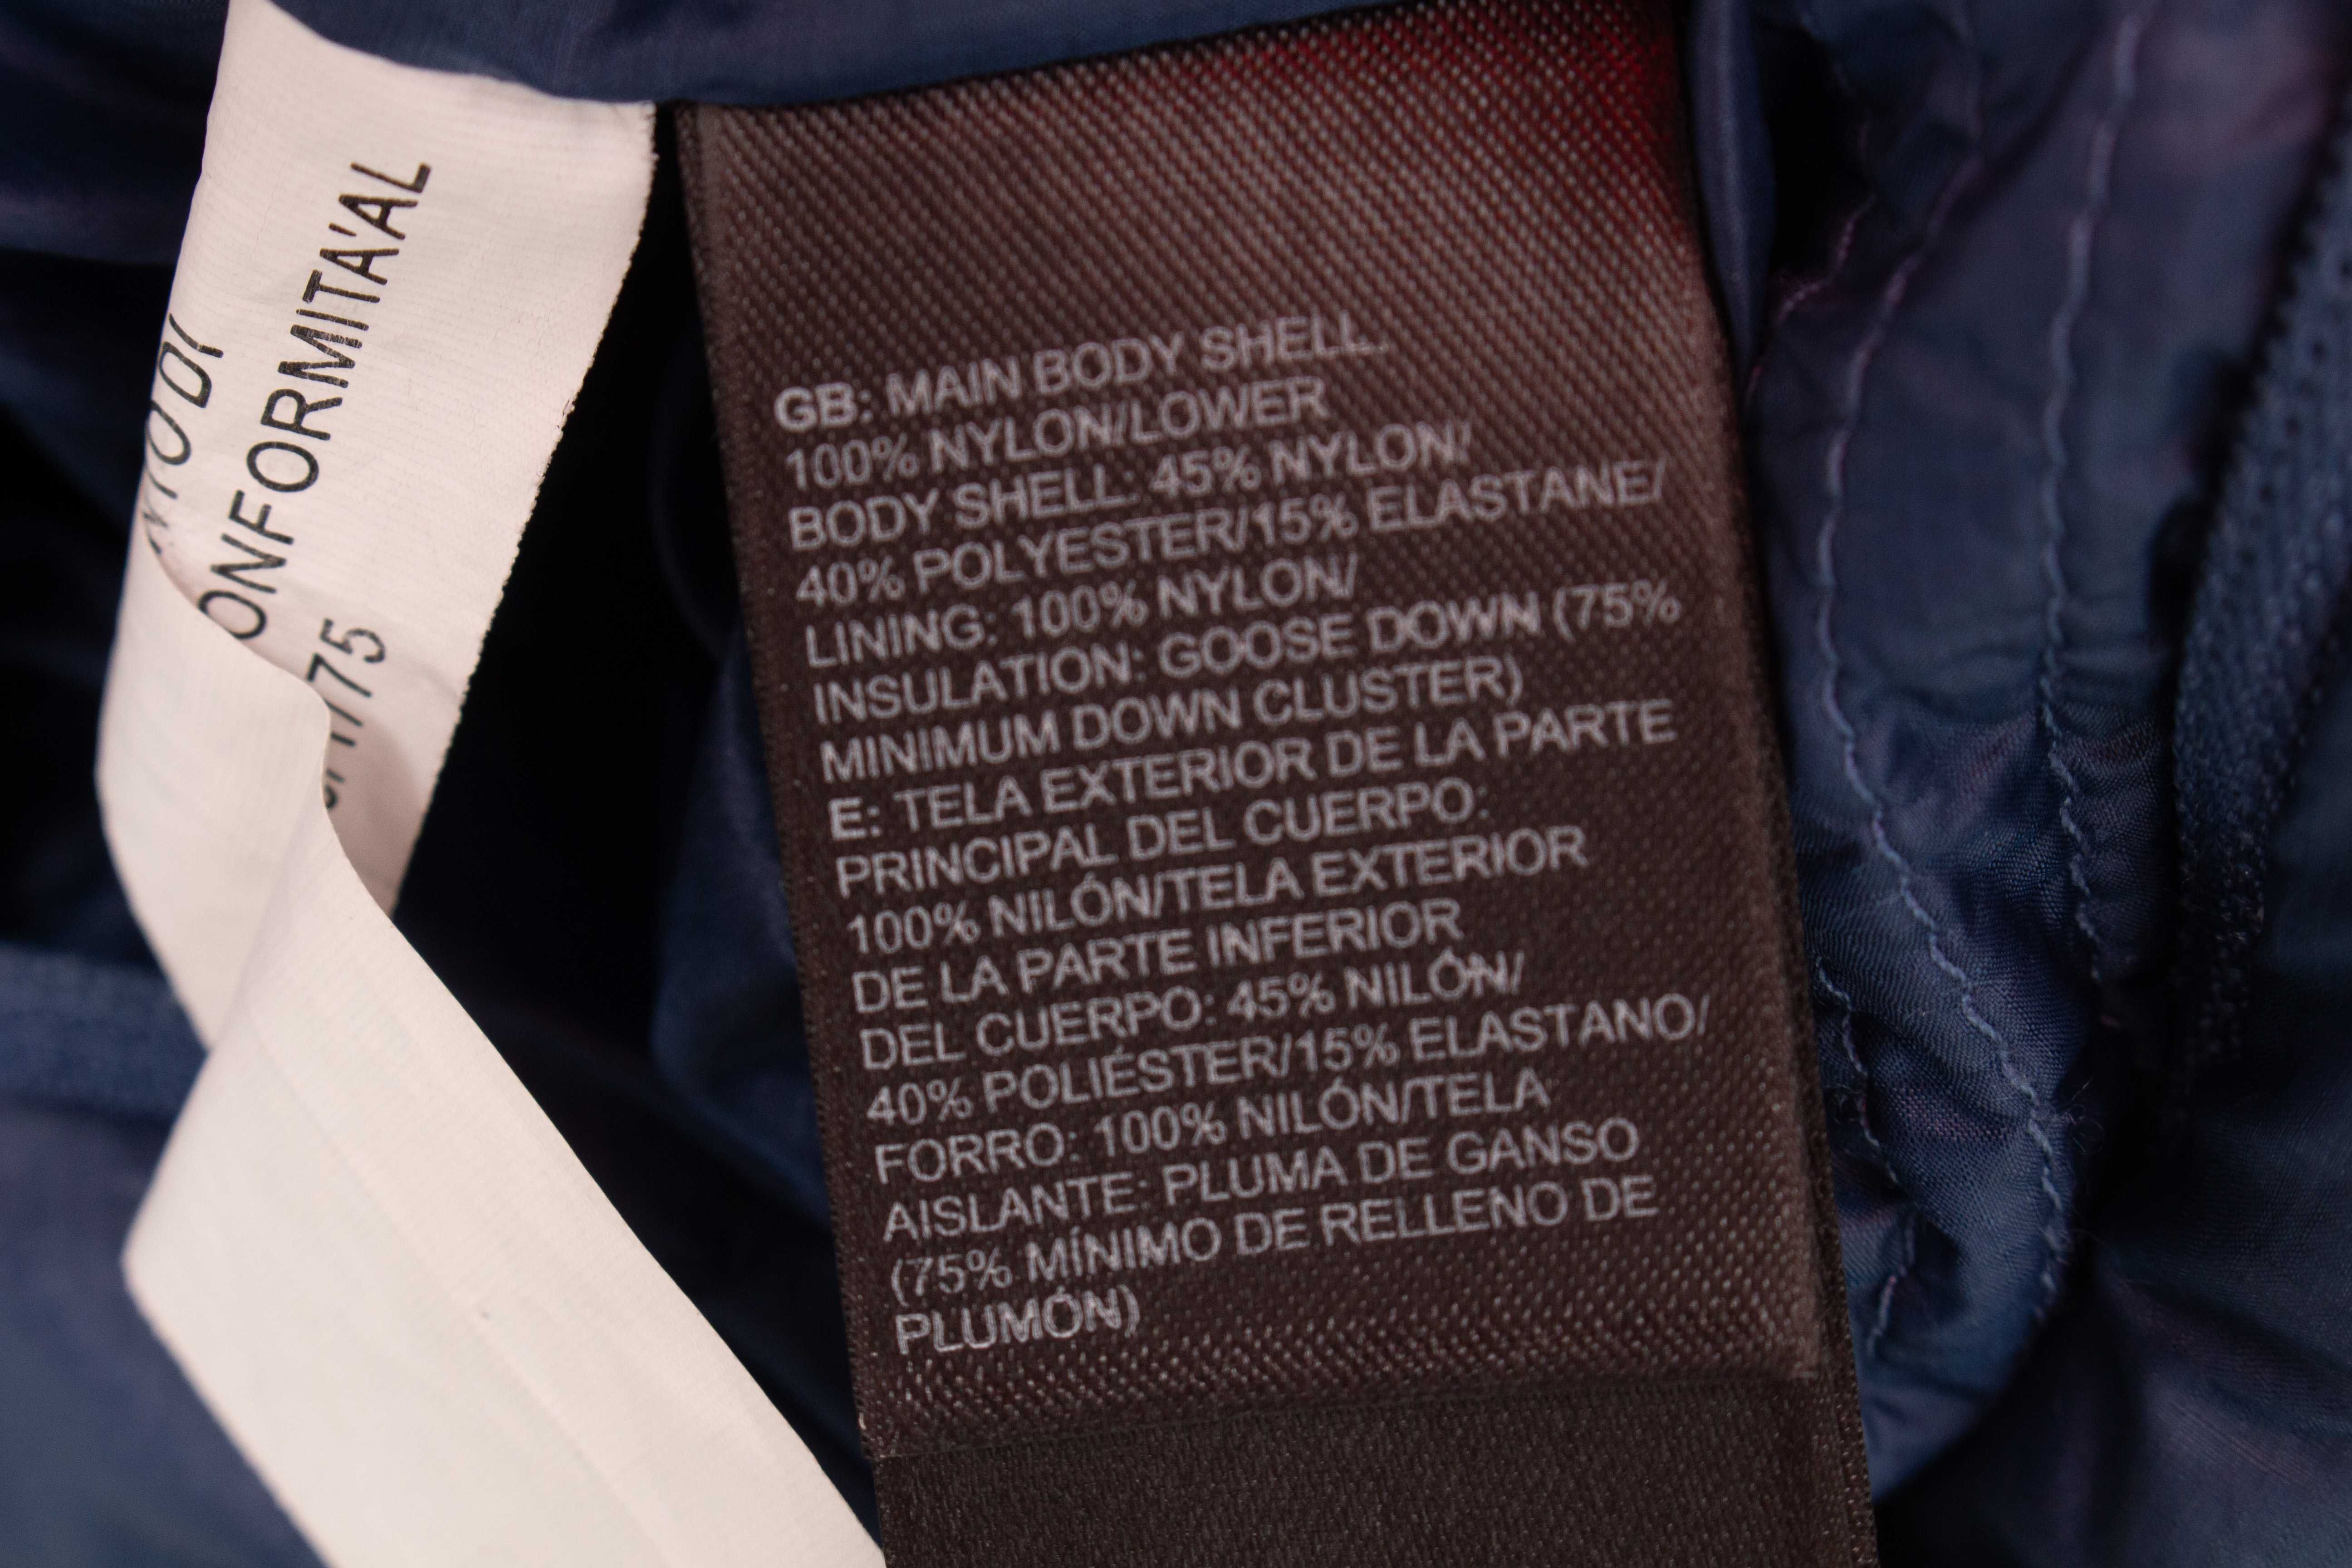 ONFORMITA'AL
175
GB: MAIN BODY SHELL:
100% NYLON/LOWER
BODY SHELL: 45% NYLON/
40% POLYESTER/15% ELASTANE/
LINING: 100% NYLON/
INSULATION: GOOSE DOWN (75%
MINIMUM DOWN CLUSTER)
E: TELA EXTERIOR DE LA PARTE
PRINCIPAL DEL CUERPO:
100% NILÓN/TELA EXTERIOR
DE LA PARTE INFERIOR
DEL CUERPO: 45% NILÓN/
40% POLIÉSTER/15% ELASTANO/
FORRO: 100% NILÓN/TELA
AISLANTE: PLUMA DE GANSO
(75% MÍNIMO DE RELLENO DE
PLUMÓN)